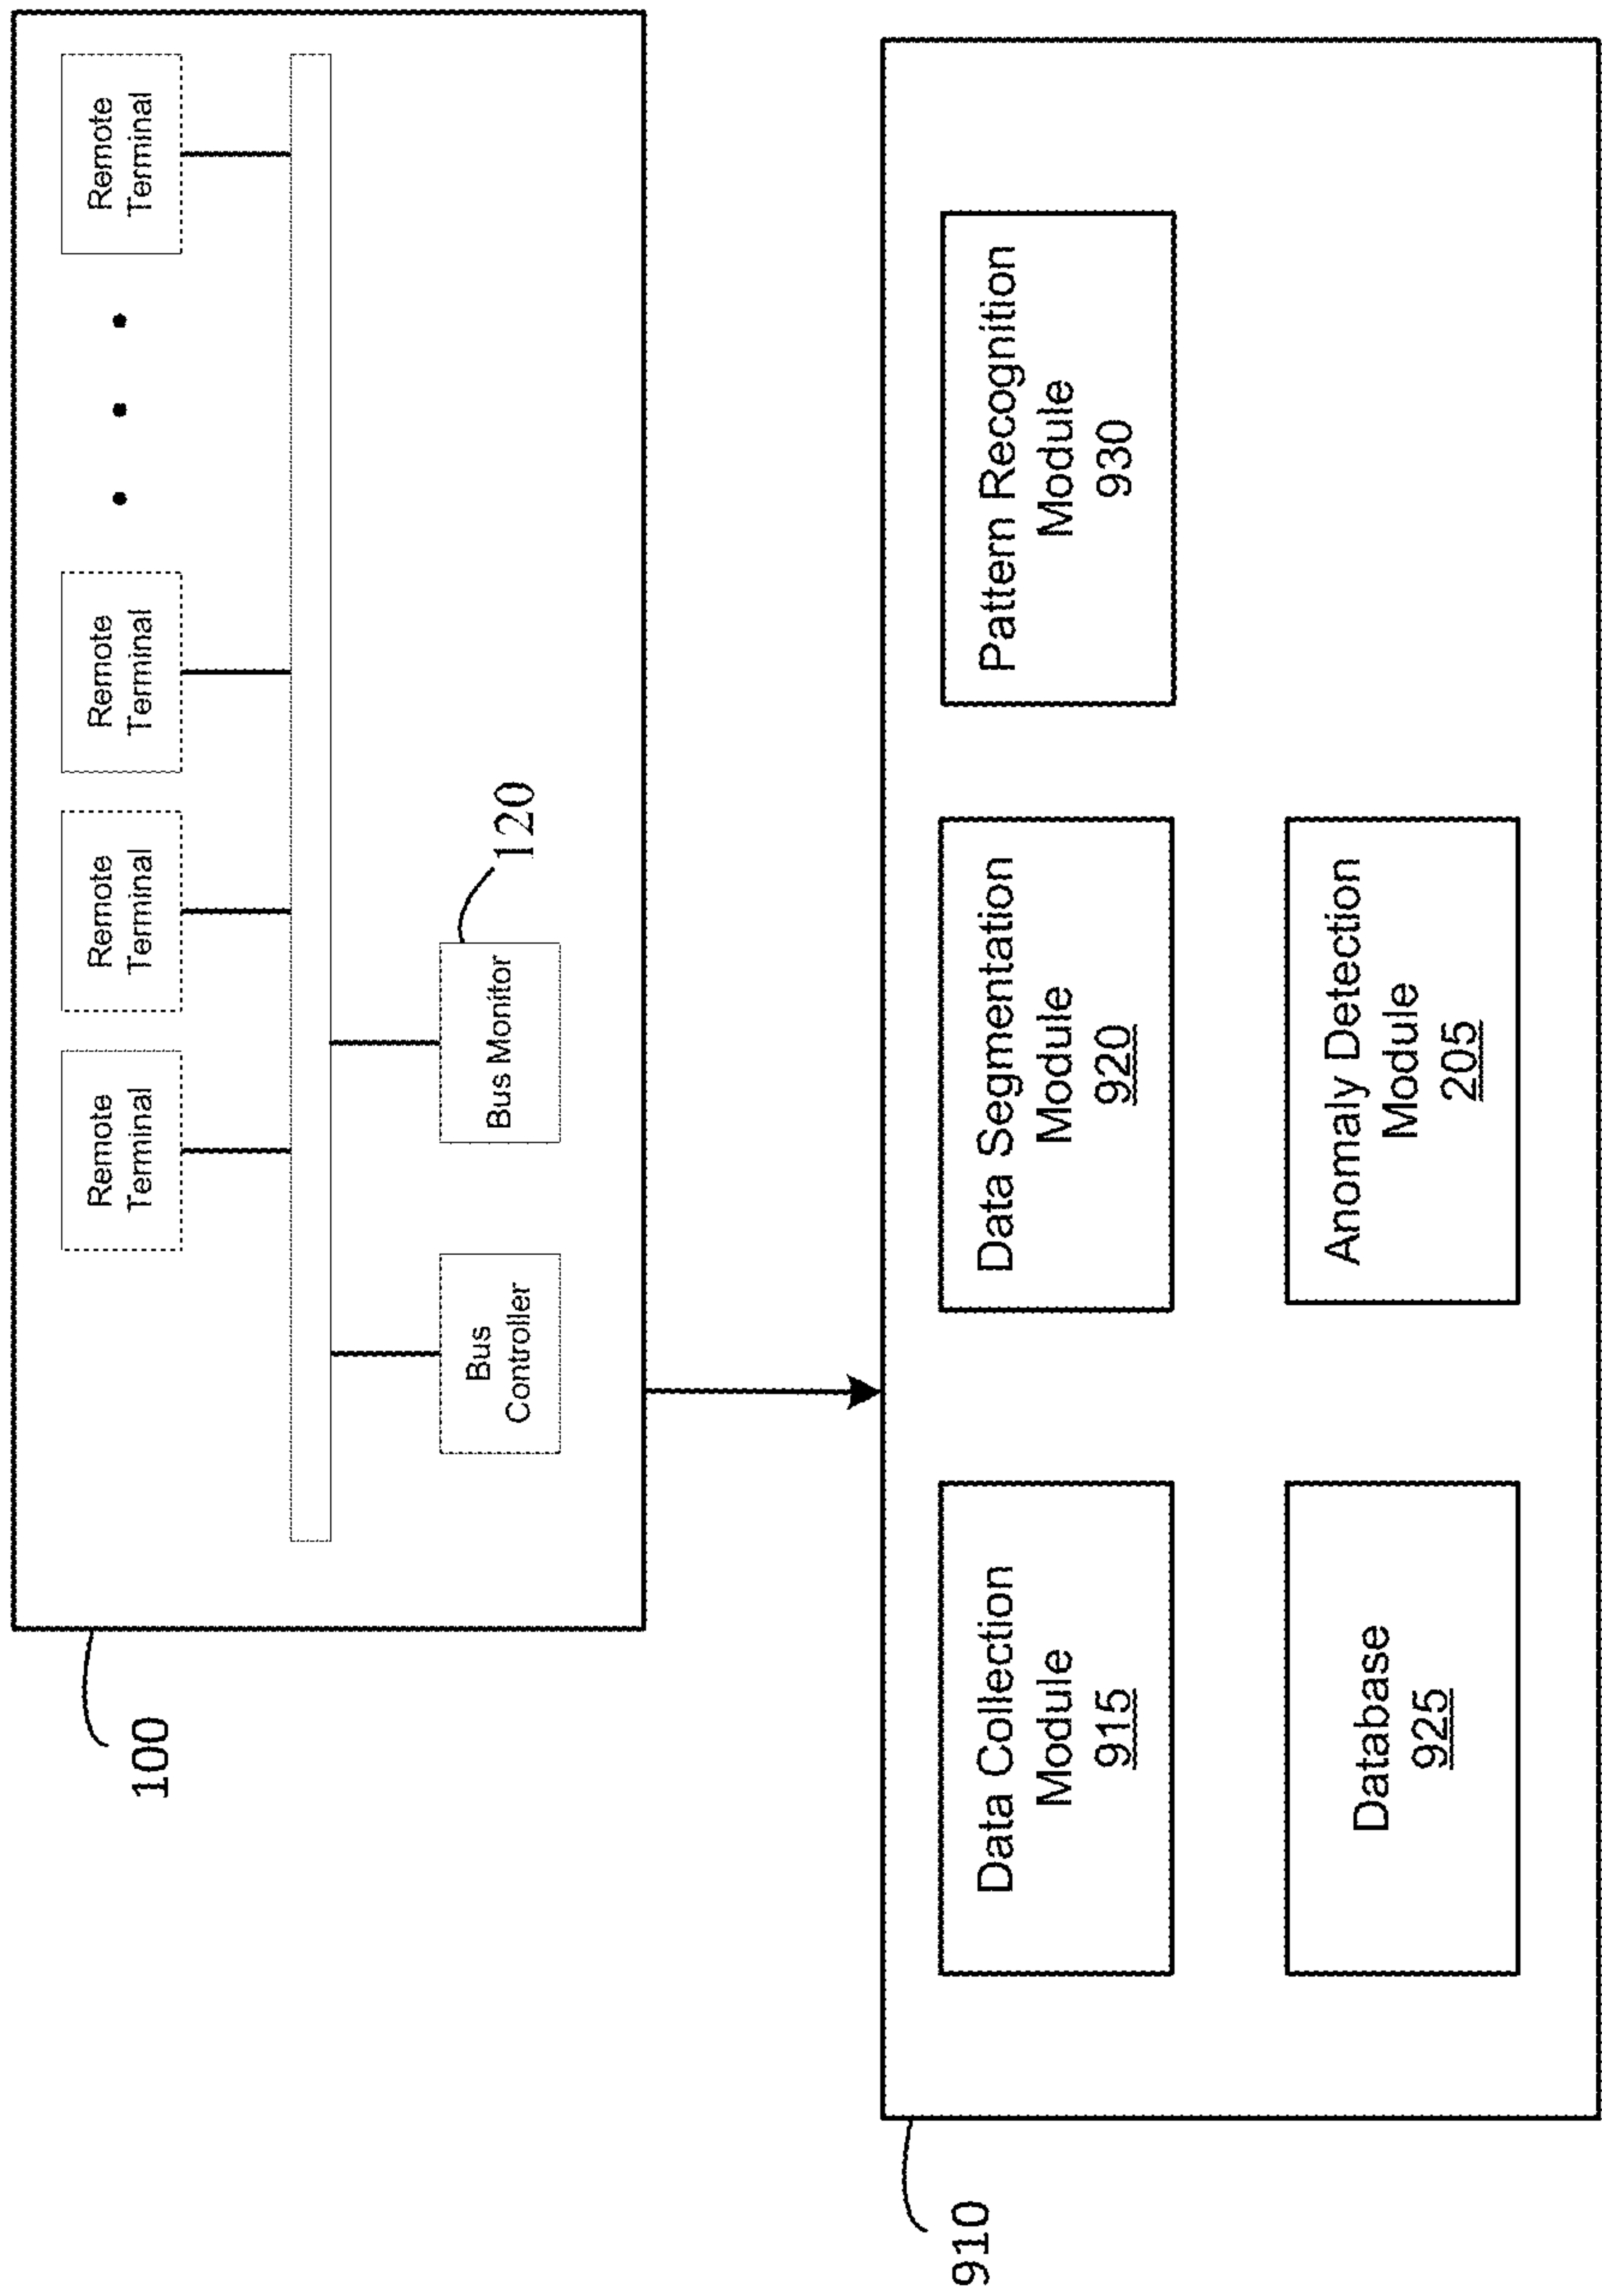 100
Remote
Terminal
Remote
Terminal
Remote
Terminal
Remote
Terminal
Bus
Controller
Bus Monitor
120
910
Data Collection
Module
915
Data Segmentation
Module
920
Pattern Recognition
Module
930
Database
925
Anomaly Detection
Module
205